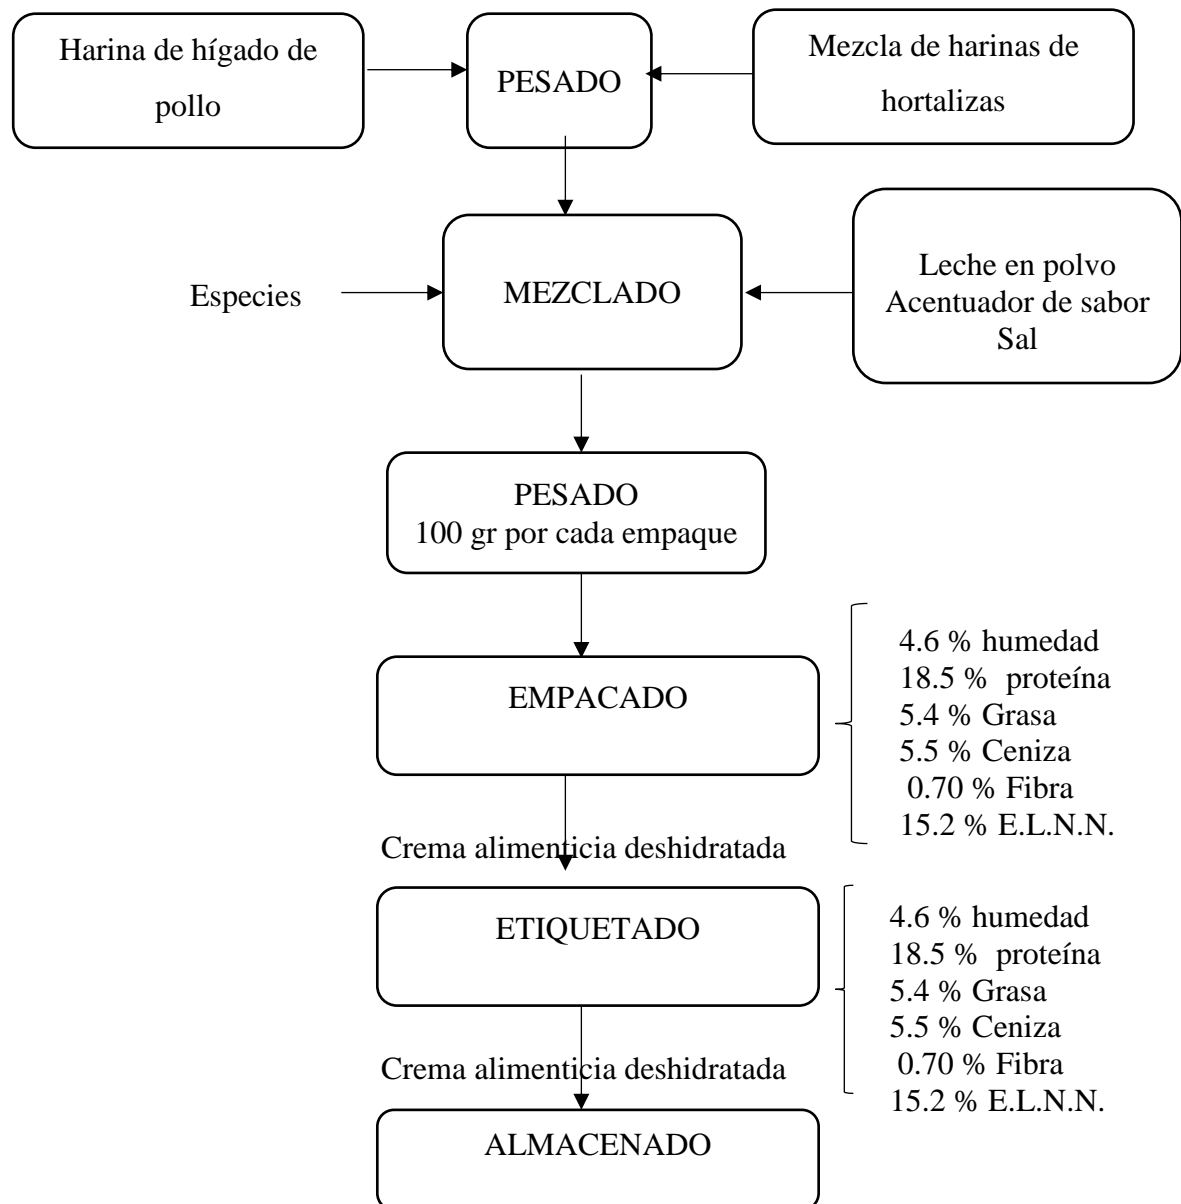 Harina de hígado de
pollo
PESADO
Mezcla de harinas de
hortalizas
Especies
MEZCLADO
Leche en polvo
Acentuador de sabor
Sal
PESADO
100 gr por cada empaque
EMPACADO
4.6 % humedad
18.5 % proteína
5.4 % Grasa
5.5 % Ceniza
0.70 % Fibra
15.2 % E.L.N.N.
Crema alimenticia deshidratada
ETIQUETADO
4.6 % humedad
18.5 % proteína
5.4 % Grasa
5.5 % Ceniza
0.70 % Fibra
15.2 % E.L.N.N.
Crema alimenticia deshidratada
ALMACENADO